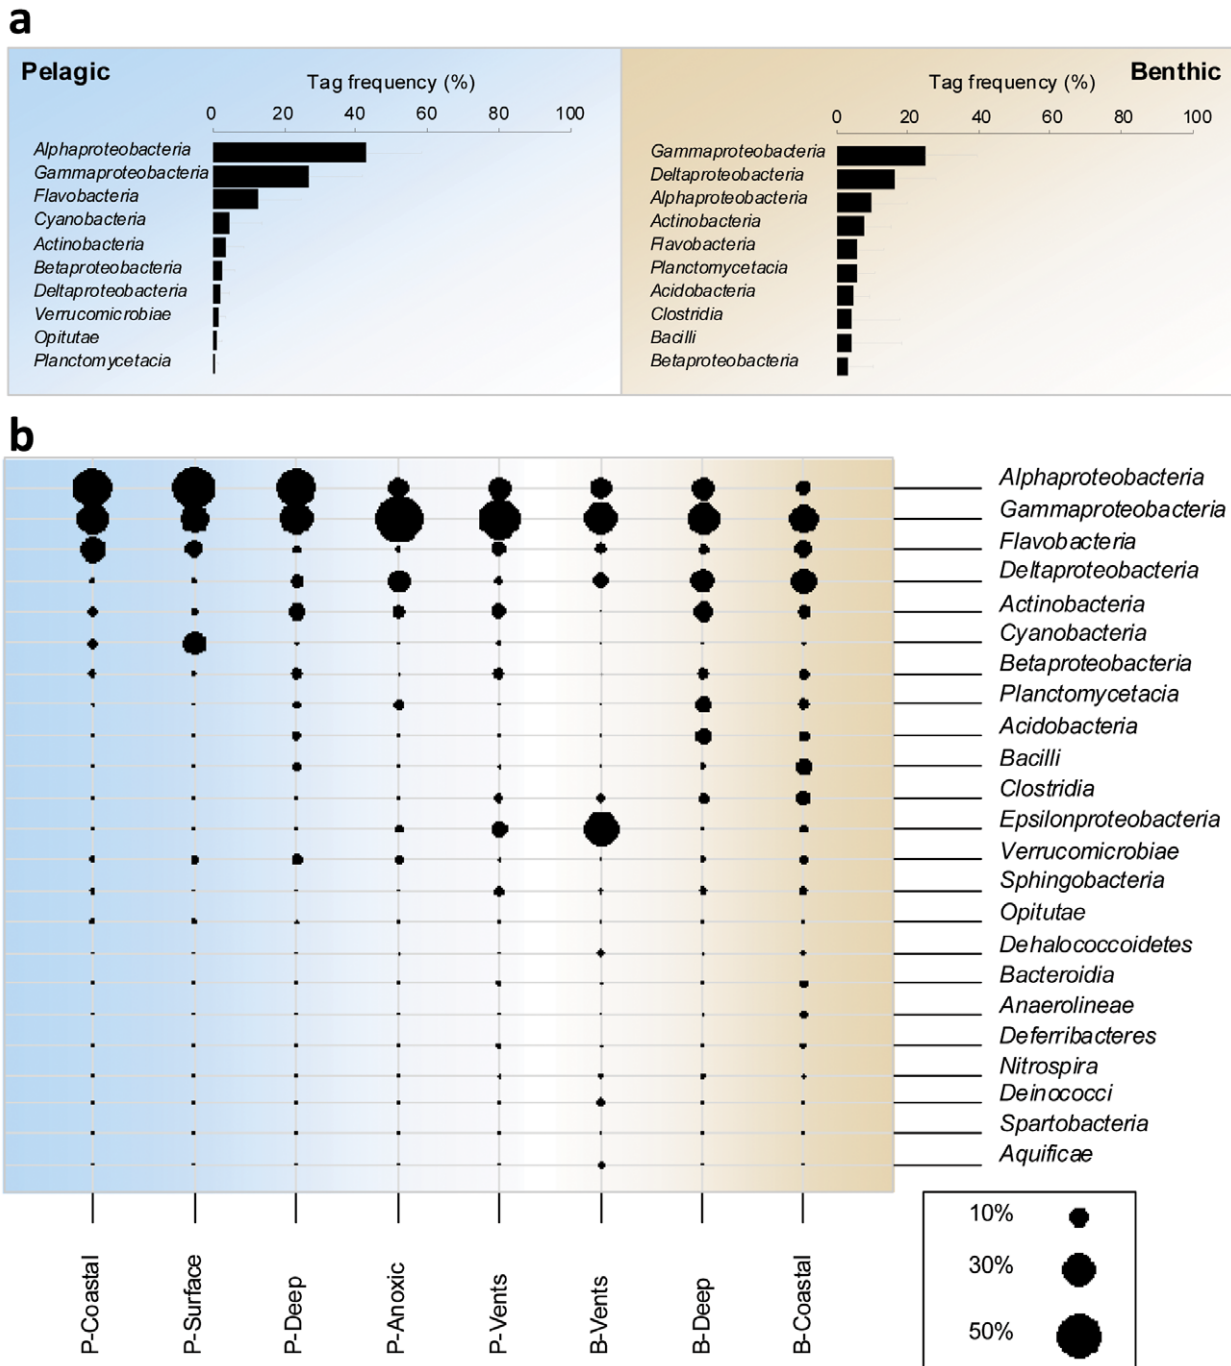 a
Pelagic
Tag frequency (%)
0 20 40 60 80 100
Alphaproteobacteria
Gammaproteobacteria
Flavobacteria
Cyanobacteria
Actinobacteria
Betaproteobacteria
Deltaproteobacteria
Verrucomicrobiae
Opitutae
Planctomycetacia
Benthic
Tag frequency (%)
0 20 40 60 80 100
Gammaproteobacteria
Deltaproteobacteria
Alphaproteobacteria
Actinobacteria
Flavobacteria
Planctomycetacia
Acidobacteria
Clostridia
Bacilli
Betaproteobacteria
b
Alphaproteobacteria
Gammaproteobacteria
Flavobacteria
Deltaproteobacteria
Actinobacteria
Cyanobacteria
Betaproteobacteria
Planctomycetacia
Acidobacteria
Bacilli
Clostridia
Epsilonproteobacteria
Verrucomicrobiae
Sphingobacteria
Opitutae
Dehalococcoidetes
Bacteroidia
Anaerolineae
Deferribacteres
Nitrospira
Deinococci
Spartobacteria
Aquificae
P-Coastal
P-Surface
P-Deep
P-Anoxic
P-Vents
B-Vents
B-Deep
B-Coastal
10%
30%
50%